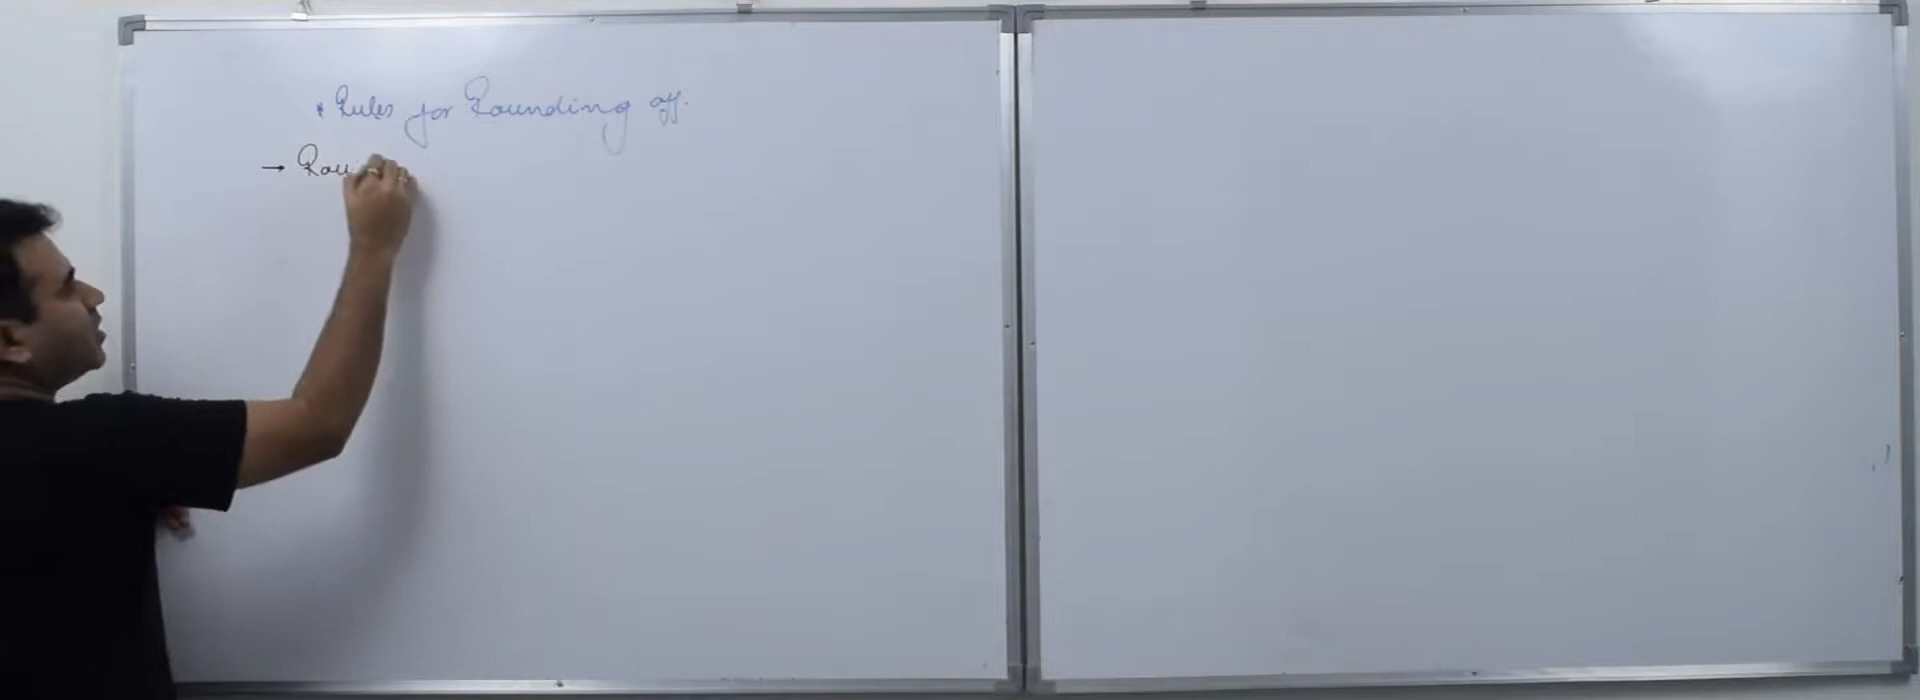 * Rules for Rounding off.
→ Rou